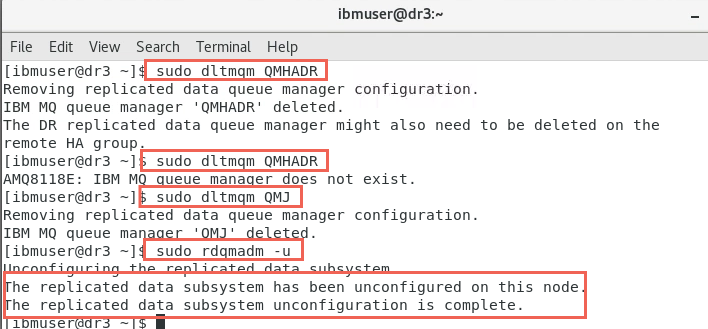 ibmuser@dr3:~
File Edit View Search Terminal Help
[ibmuser@dr3 ~]$ sudo dltmqm QMHADR
Removing replicated data queue manager configuration.
IBM MQ queue manager 'QMHADR' deleted.
The DR replicated data queue manager might also need to be deleted on the
remote HA group.
[ibmuser@dr3 ~]$ sudo dltmqm QMHADR
AMQ8118E: IBM MQ queue manager does not exist.
[ibmuser@dr3 ~]$ sudo dltmqm QMJ
Removing replicated data queue manager configuration.
IBM MQ queue manager 'QMJ' deleted.
[ibmuser@dr3 ~]$ sudo rdqmadm -u
Unconfiguring the replicated data subsystem.
The replicated data subsystem has been unconfigured on this node.
The replicated data subsystem unconfiguration is complete.
[ibmuser@dr3 ~]$